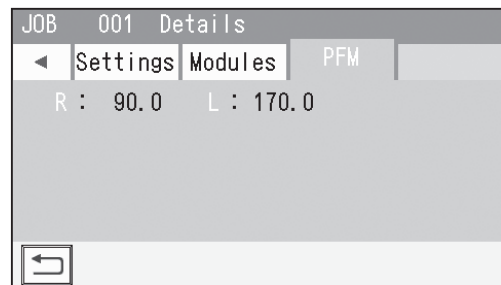 JOB 001 Details
◄ Settings Modules PFM
R : 90.0 L : 170.0